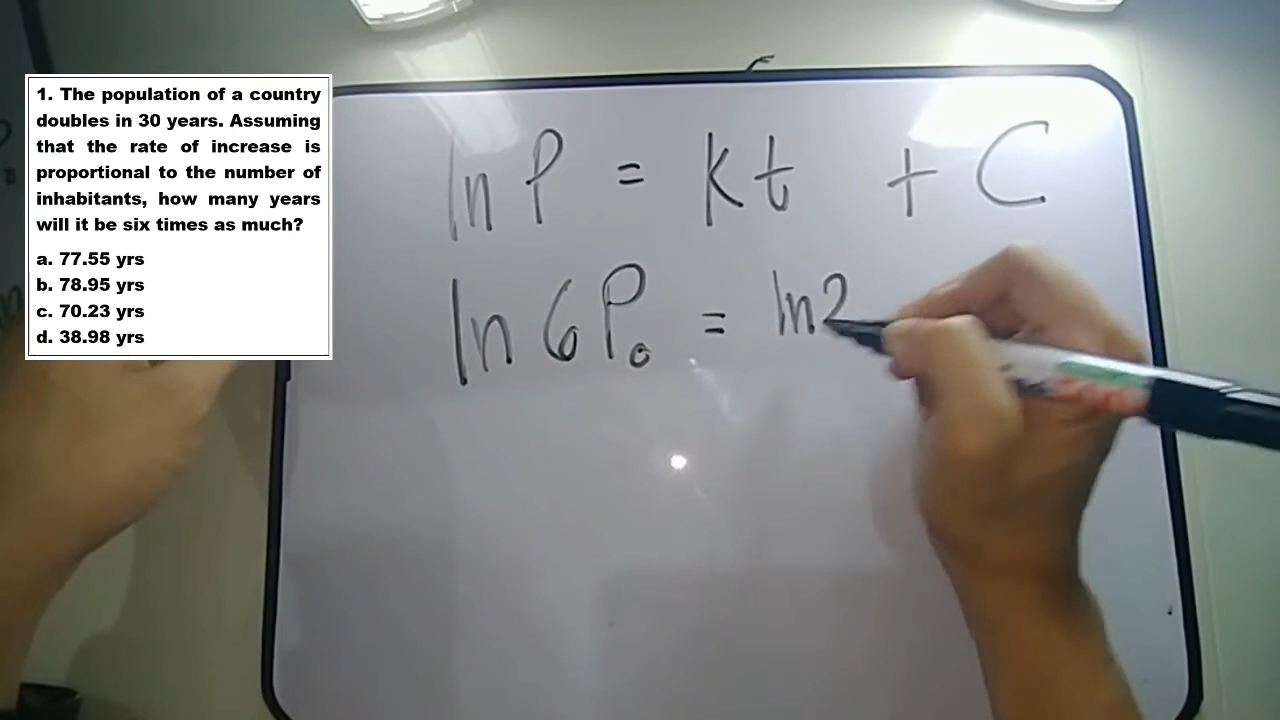 1. The population of a country
doubles in 30 years. Assuming
that the rate of increase is
proportional to the number of
inhabitants, how many years
will it be six times as much?
a. 77.55 yrs
b. 78.95 yrs
c. 70.23 yrs
d. 38.98 yrs
ln P = kt + C
ln 6P₀ = ln2